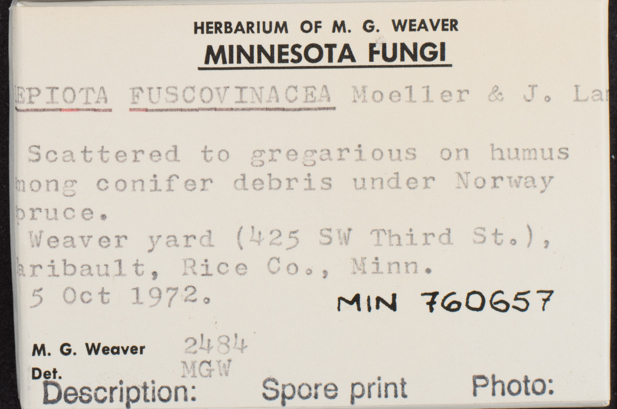 HERBARIUM OF M. G. WEAVER
MINNESOTA FUNGI
EPIOTA FUSCOVINACEA Moeller & J. Lan
Scattered to gregarious on humus
mong conifer debris under Norway
pruce.
Weaver yard (425 SW Third St.),
aribault, Rice Co., Minn.
5 Oct 1972.
MIN 760657
M. G. Weaver 2484
Det. MGW
Description: Spore print Photo: